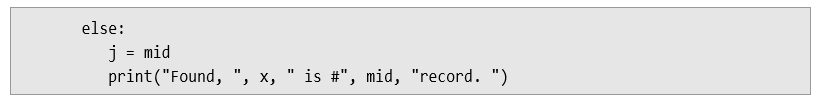 else:
j = mid
print("Found, ", x, " is #", mid, "record. ")